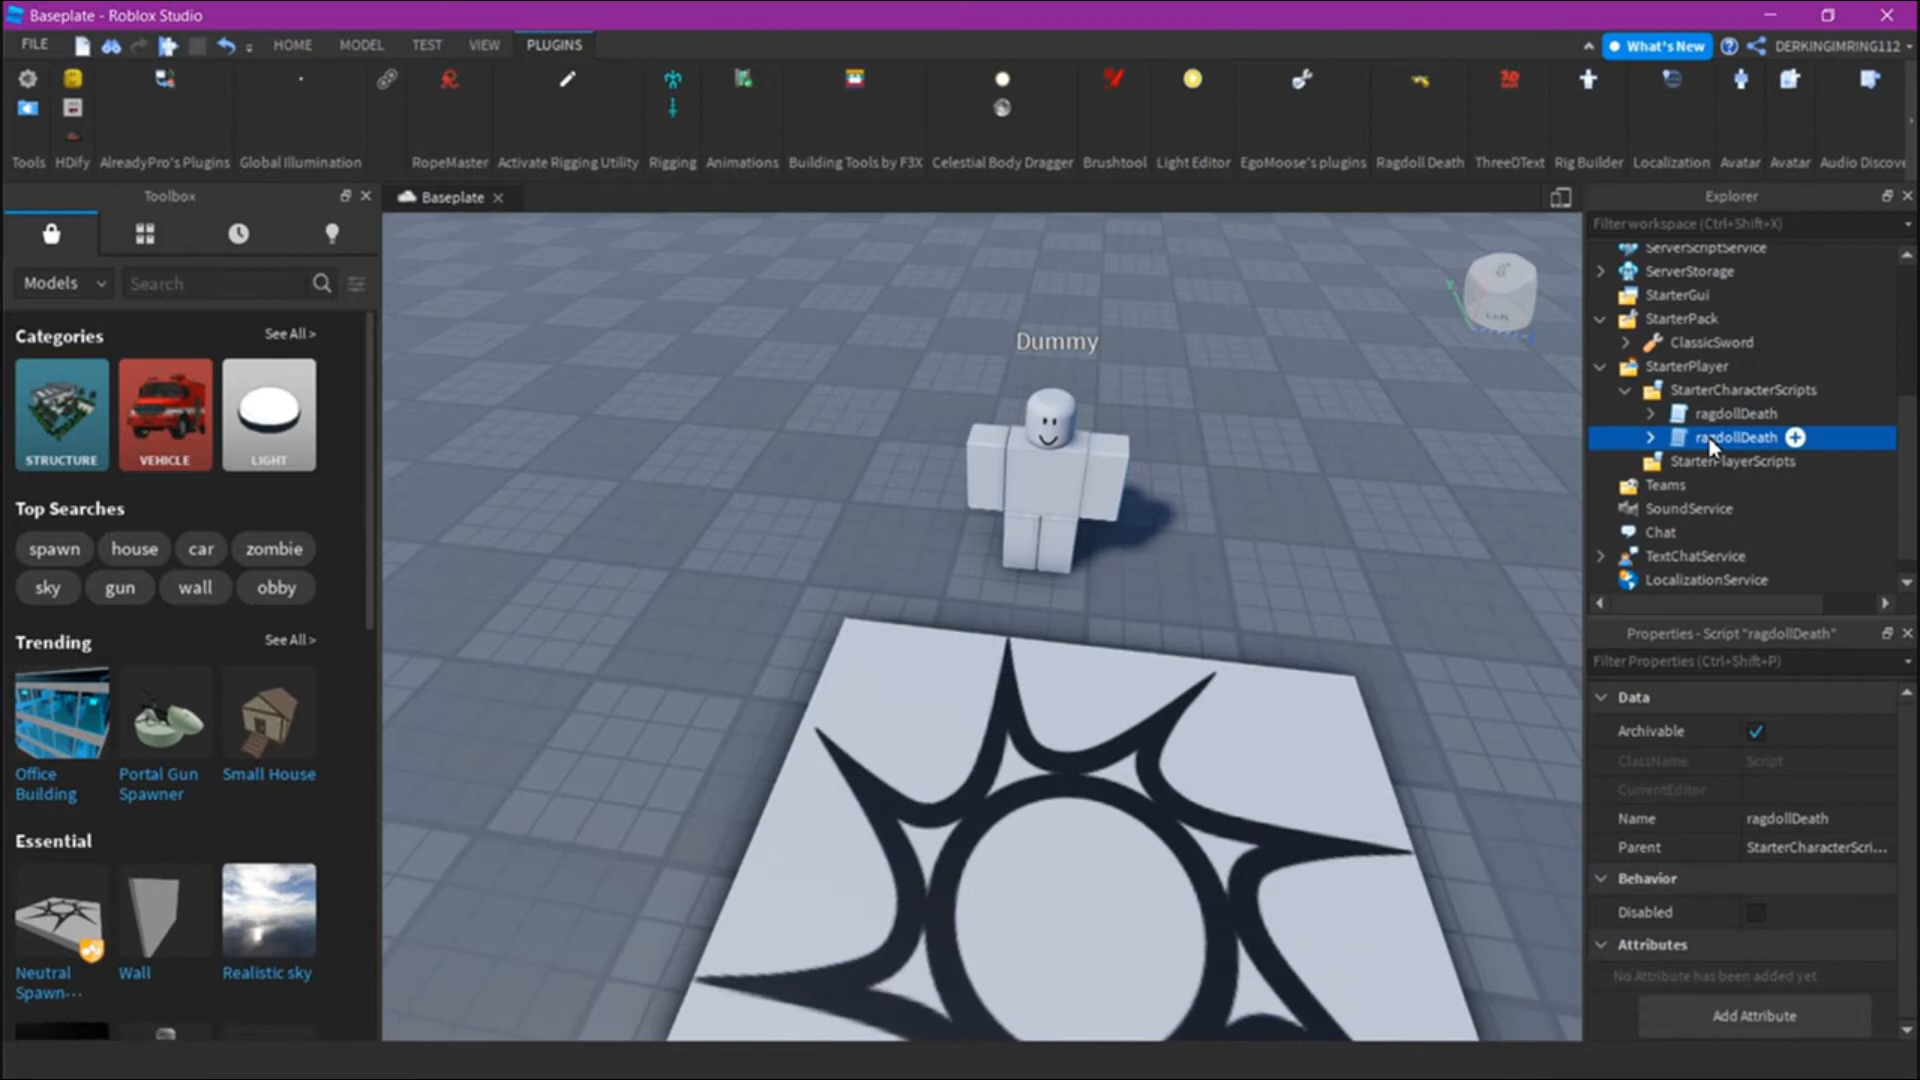 Baseplate - Roblox Studio
FILE HOME MODEL TEST VIEW PLUGINS What's New DERKINGIMRING112
Tools HDify AlreadyPro's Plugins Global Illumination RopeMaster Activate Rigging Utility Rigging Animations Building Tools by F3X Celestial Body Dragger Brushtool Light Editor EgoMoose's plugins Ragdoll Death ThreeDText Rig Builder Localization Avatar Avatar Audio Discove
Toolbox
Models Search
Categories See All >
STRUCTURE VEHICLE LIGHT
Top Searches
spawn house car zombie
sky gun wall obby
Trending See All >
Office Building
Portal Gun Spawner
Small House
Essential
Neutral Spawn...
Wall
Realistic sky
Baseplate
Dummy
Left
Explorer
Filter workspace (Ctrl+Shift+X)
ServerScriptService
ServerStorage
StarterGui
StarterPack
ClassicSword
StarterPlayer
StarterCharacterScripts
ragdollDeath
ragdollDeath
StarterPlayerScripts
Teams
SoundService
Chat
TextChatService
LocalizationService
Properties - Script "ragdollDeath"
Filter Properties (Ctrl+Shift+P)
Data
Archivable
ClassName Script
CurrentEditor
Name ragdollDeath
Parent StarterCharacterScri...
Behavior
Disabled
Attributes
No Attribute has been added yet
Add Attribute